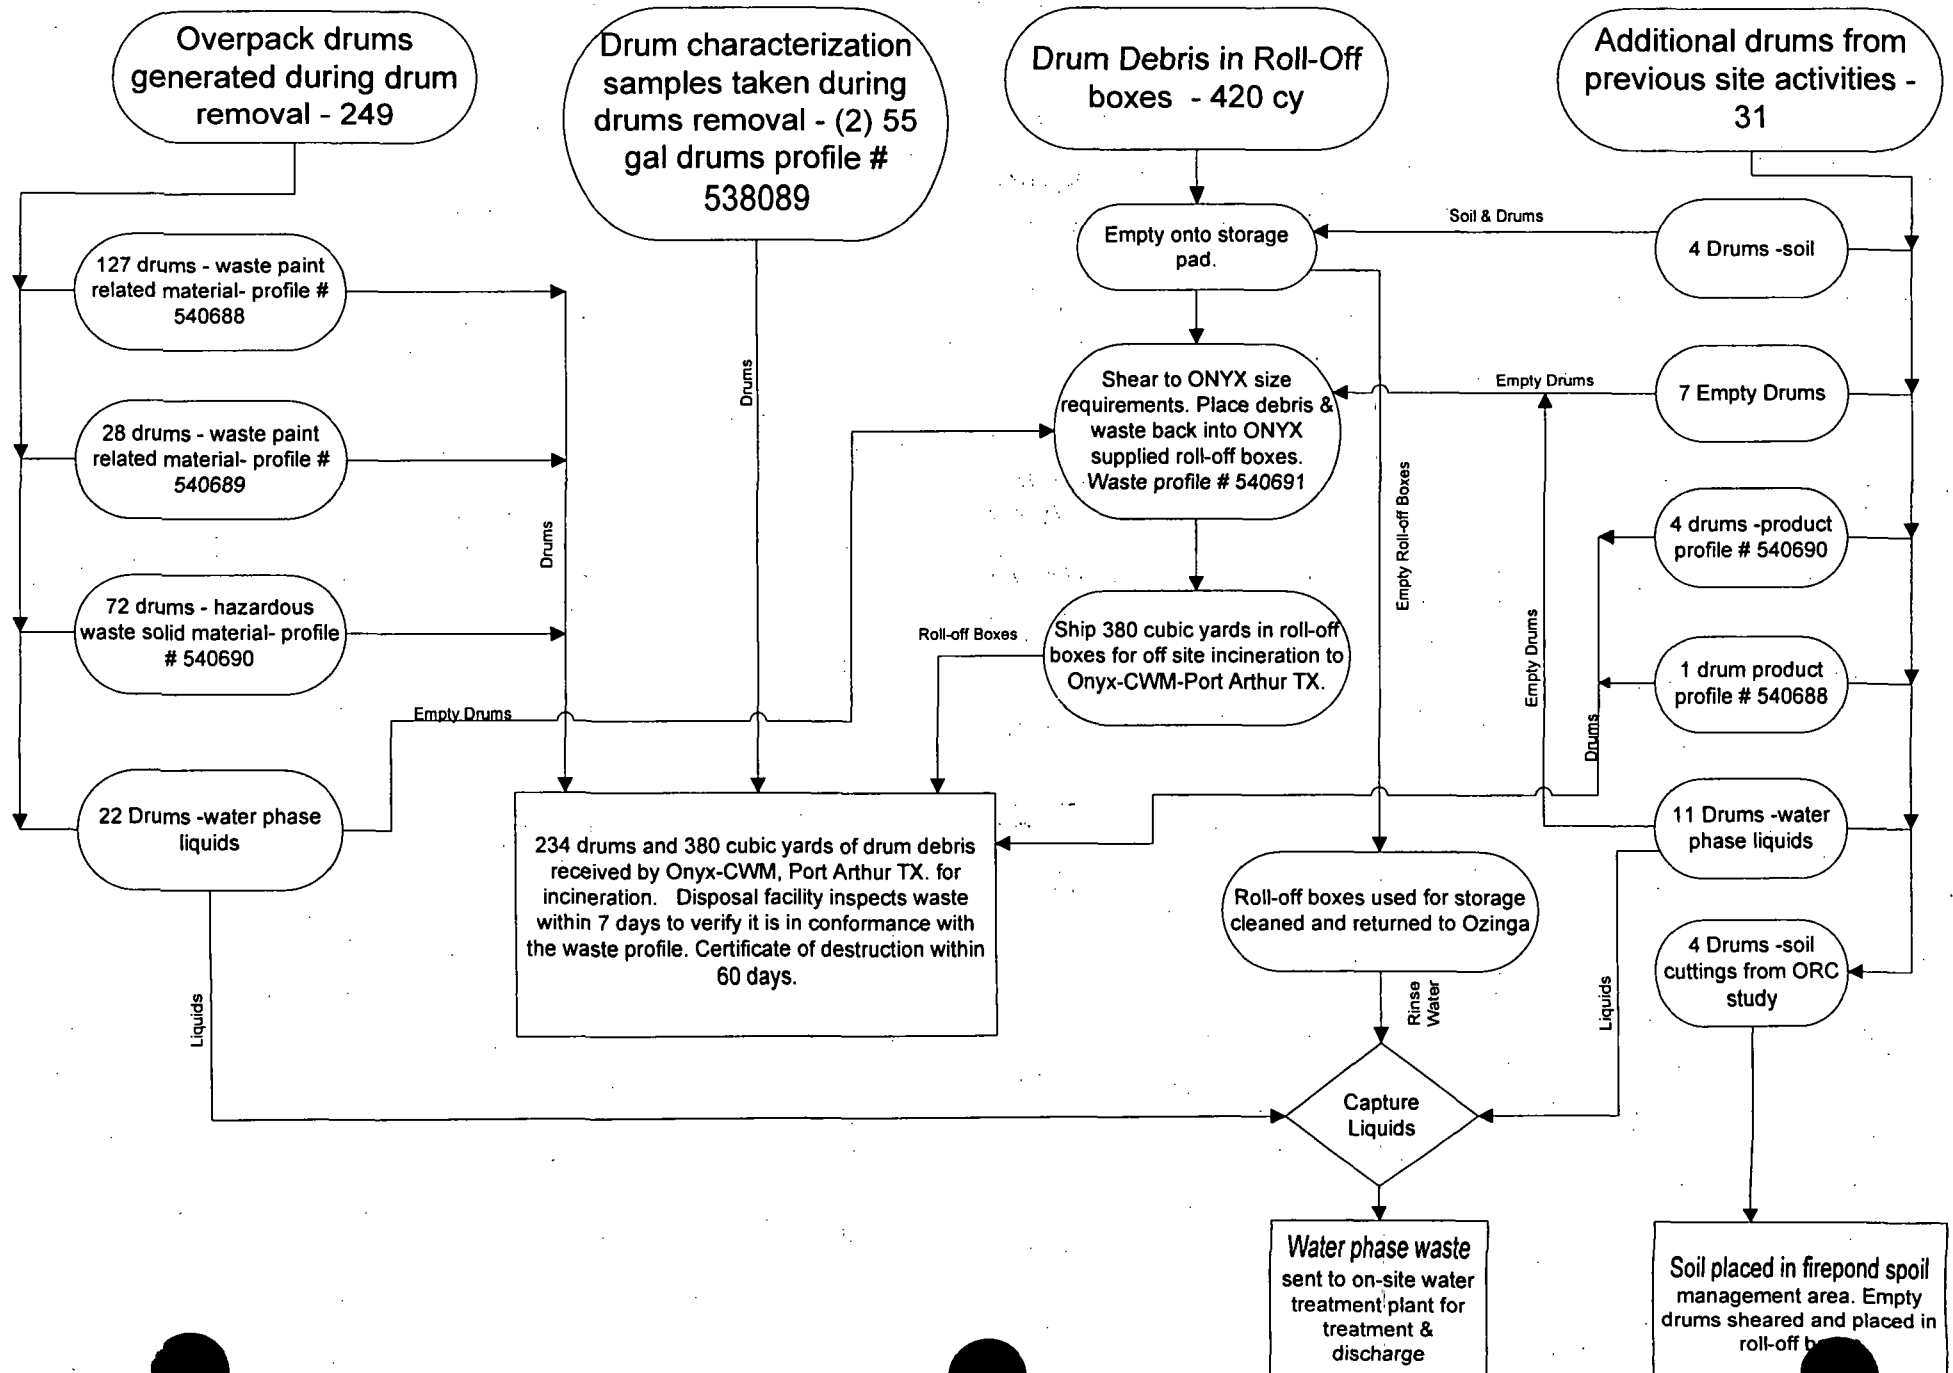 Overpack drums
generated during drum
removal - 249
Drum characterization
samples taken during
drums removal - (2) 55
gal drums profile #
538089
Drum Debris in Roll-Off
boxes - 420 cy
Additional drums from
previous site activities -
31
127 drums - waste paint
related material- profile #
540688
28 drums - waste paint
related material- profile #
540689
72 drums - hazardous
waste solid material- profile
# 540690
22 Drums -water phase
liquids
Drums
Drums
Empty Drums
Liquids
Empty onto storage
pad.
Soil & Drums
Shear to ONYX size
requirements. Place debris &
waste back into ONYX
supplied roll-off boxes.
Waste profile # 540691
Empty Drums
Empty Roll-off Boxes
Roll-off Boxes
Ship 380 cubic yards in roll-off
boxes for off site incineration to
Onyx-CWM-Port Arthur TX.
4 Drums -soil
7 Empty Drums
4 drums -product
profile # 540690
1 drum product
profile # 540688
11 Drums -water
phase liquids
4 Drums -soil
cuttings from ORC
study
Empty Drums
Drums
Liquids
234 drums and 380 cubic yards of drum debris
received by Onyx-CWM, Port Arthur TX. for
incineration. Disposal facility inspects waste
within 7 days to verify it is in conformance with
the waste profile. Certificate of destruction within
60 days.
Roll-off boxes used for storage
cleaned and returned to Ozinga
Rinse
Water
Capture
Liquids
Water phase waste
sent to on-site water
treatment plant for
treatment &
discharge
Soil placed in firepond spoil
management area. Empty
drums sheared and placed in
roll-off